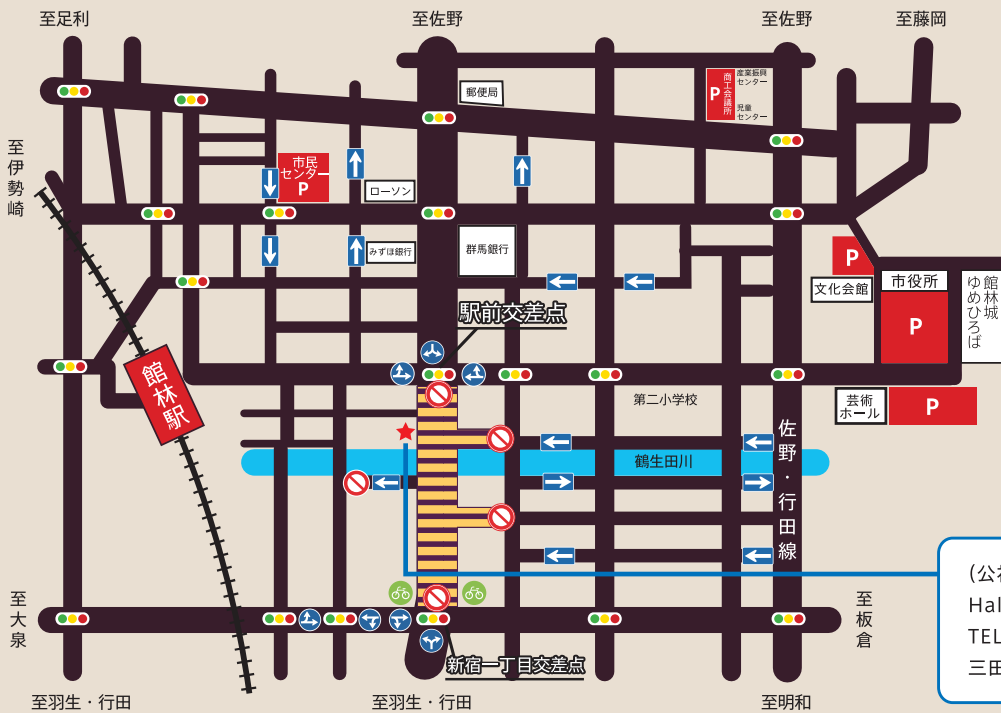 至足利
至佐野
至佐野
至藤岡
郵便局
P
商工会議所
産業振興
センター
児童
センター
至伊勢崎
市民
センター
P
ローソン
みずほ銀行
群馬銀行
P
文化会館
市役所
P
館林城
ゆめひろば
駅前交差点
館林駅
第二小学校
芸術
ホール
P
鶴生田川
佐野・行田線
至大泉
至板倉
新宿一丁目交差点
(公社
Hal
TEL
三田
至羽生・行田
至羽生・行田
至明和